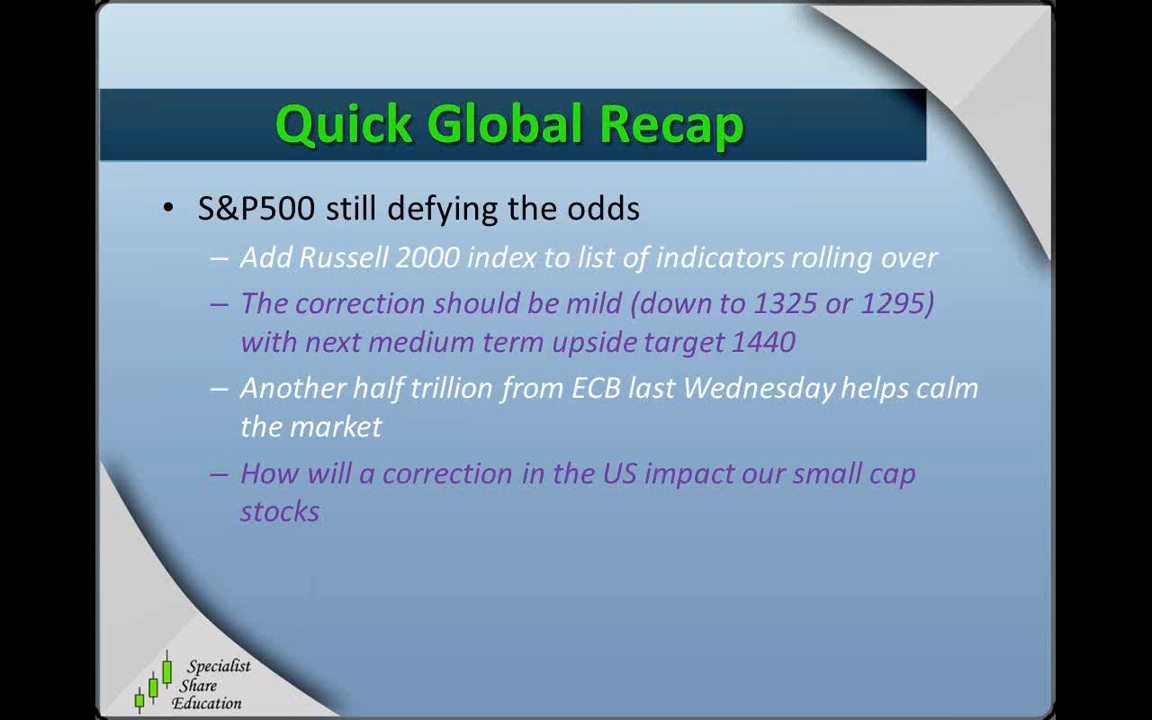 Quick Global Recap
• S&P500 still defying the odds
– Add Russell 2000 index to list of indicators rolling over
– The correction should be mild (down to 1325 or 1295)
with next medium term upside target 1440
– Another half trillion from ECB last Wednesday helps calm
the market
– How will a correction in the US impact our small cap
stocks
Specialist
Share
Education